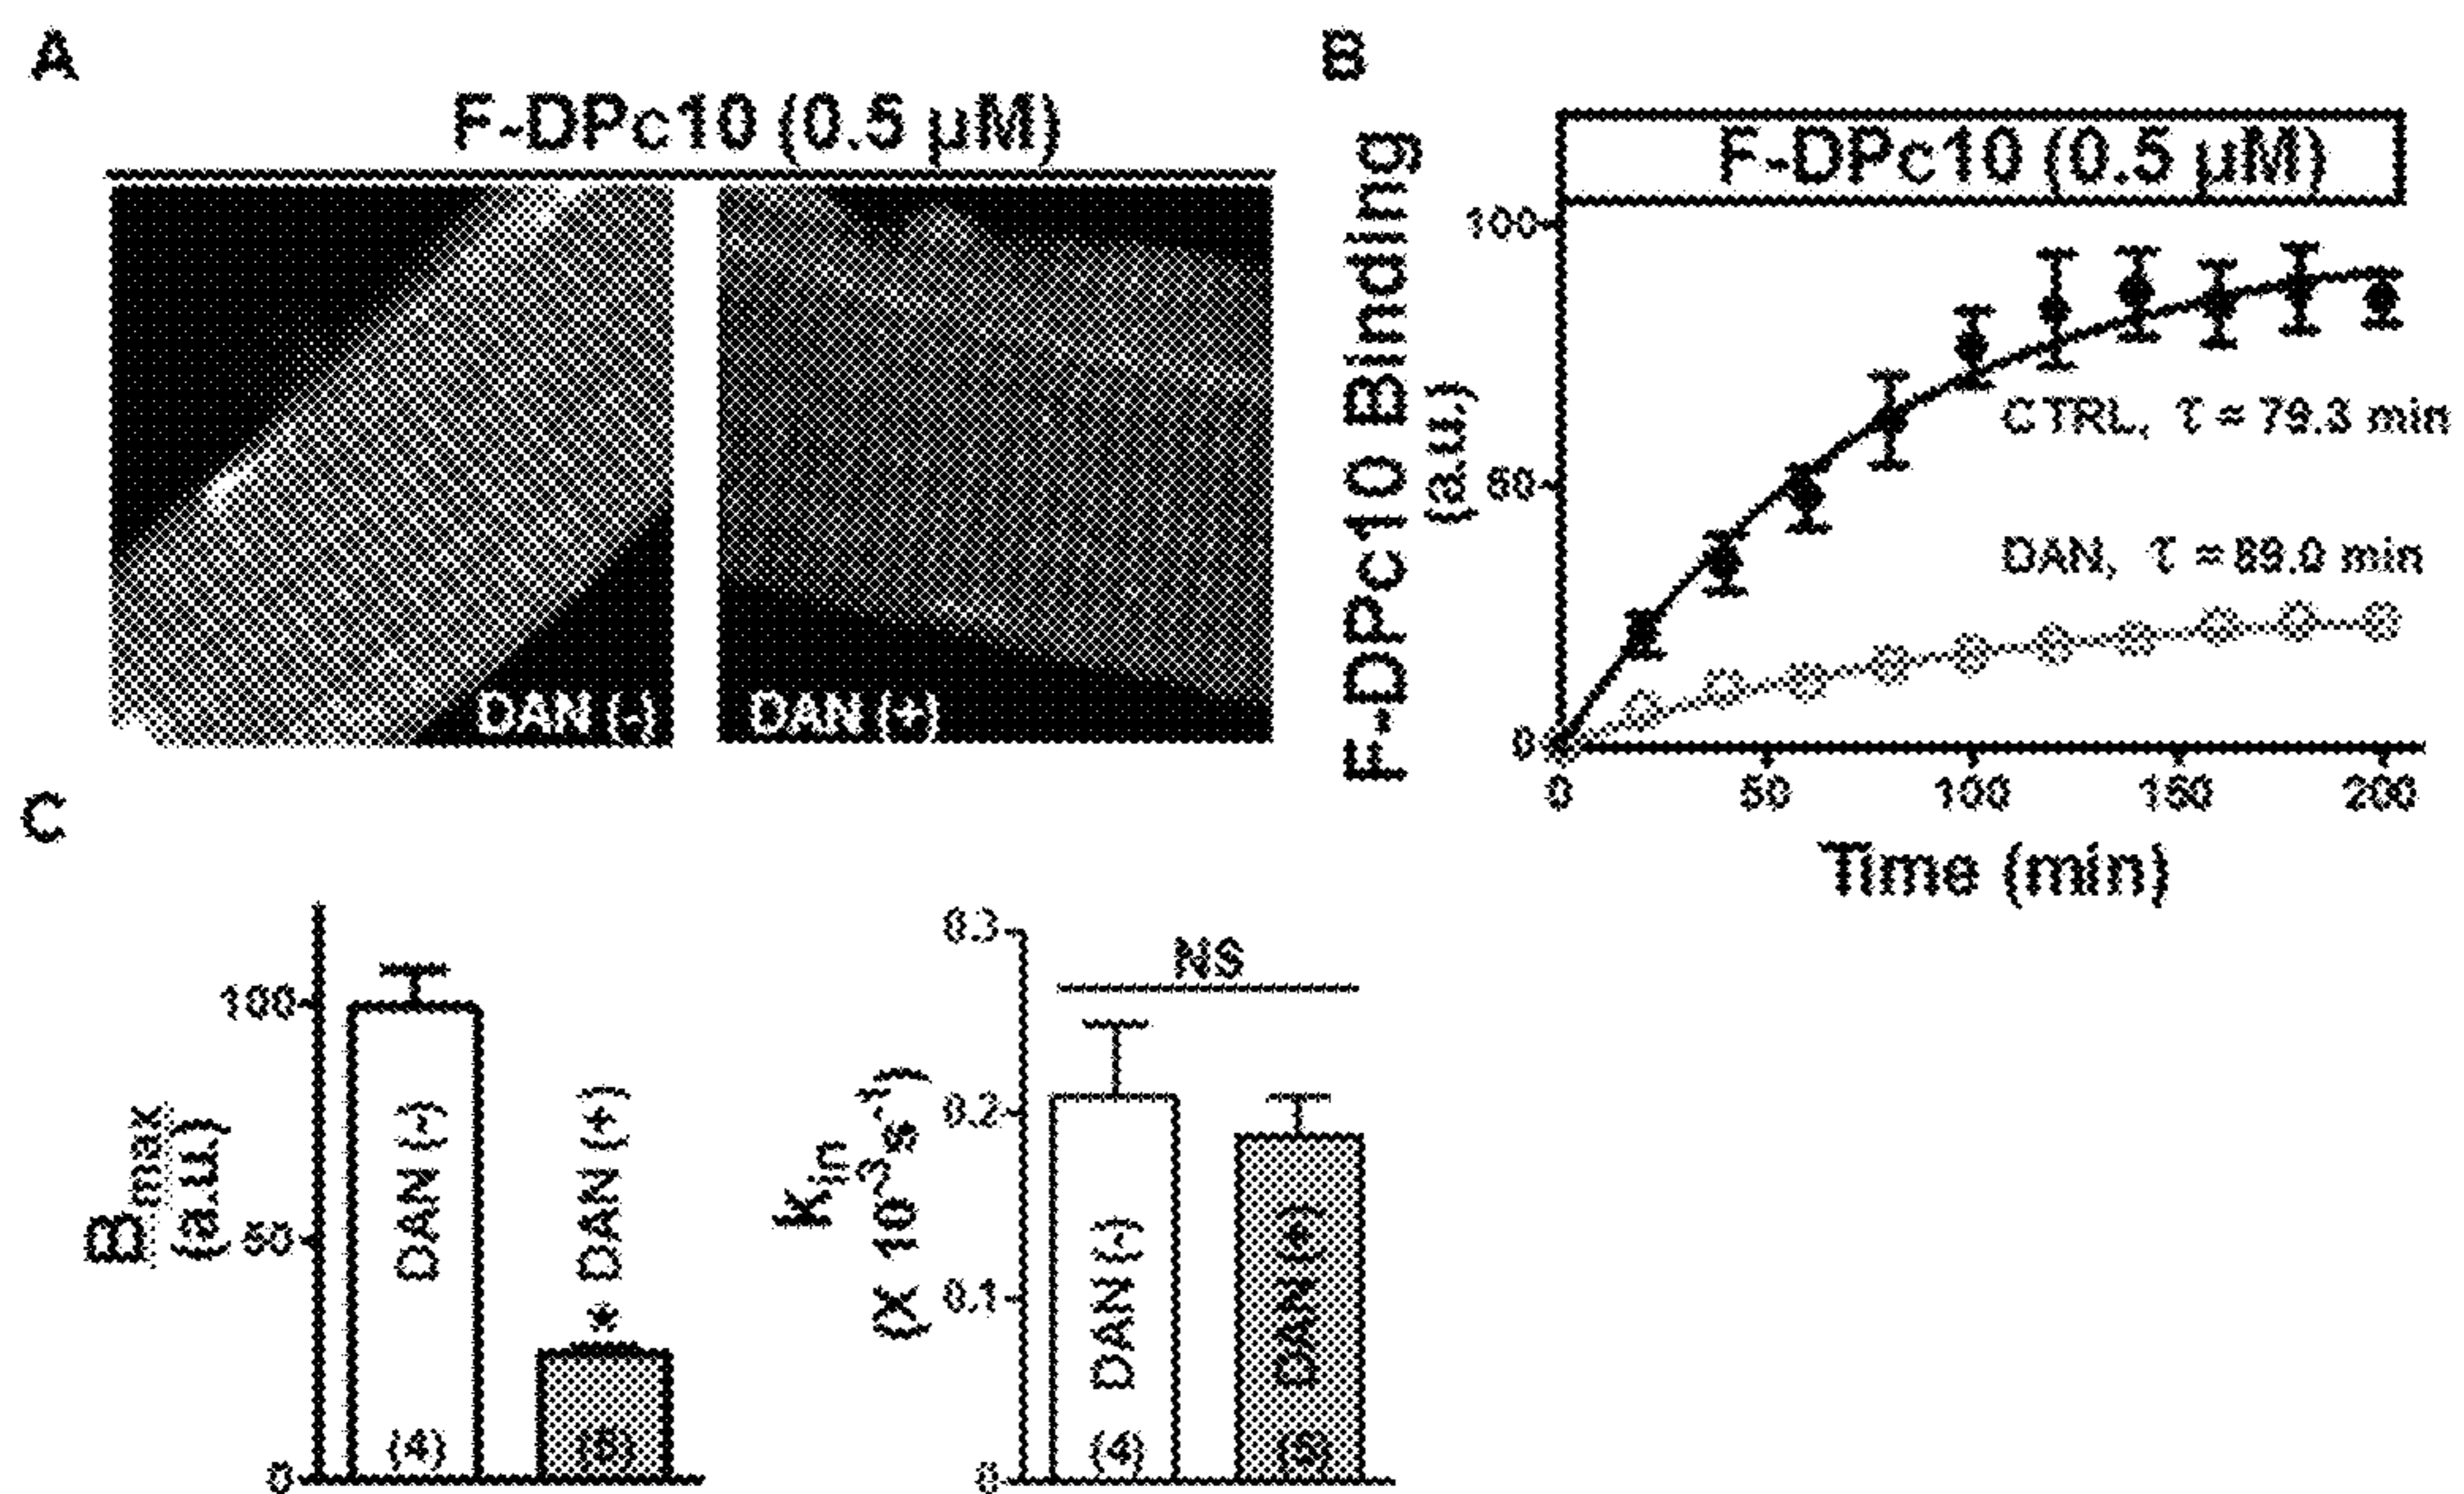 A
F-DPc10 (0.5 µM)
DAN (-)
DAN (+)
B
F-DPc10 (0.5 µM)
F-DPc10 Binding
(a.u.)
100
50
0
CTRL, τ = 79.3 min
DAN, τ = 89.0 min
0 50 100 150 200
Time (min)
C
Bmax
(a.u)
100
50
0
DAN (-)
(4)
* DAN (+)
kin
(X 10⁻³ s⁻¹)
0.3
0.2
0.1
0
NS
DAN (-)
(4)
DAN (+)